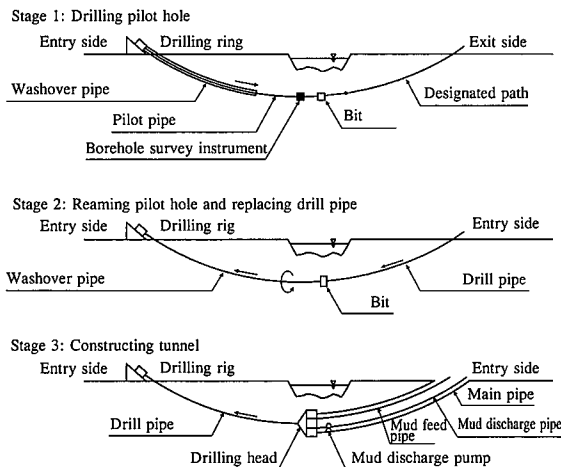 Stage 1: Drilling pilot hole
Entry side
Drilling ring
Exit side
Washover pipe
Designated path
Pilot pipe
Bit
Borehole survey instrument
Stage 2: Reaming pilot hole and replacing drill pipe
Entry side
Drilling rig
Entry side
Washover pipe
Drill pipe
Bit
Stage 3: Constructing tunnel
Entry side
Drilling rig
Entry side
Main pipe
Drill pipe
Mud feed
pipe
Mud discharge pipe
Drilling head
Mud discharge pump